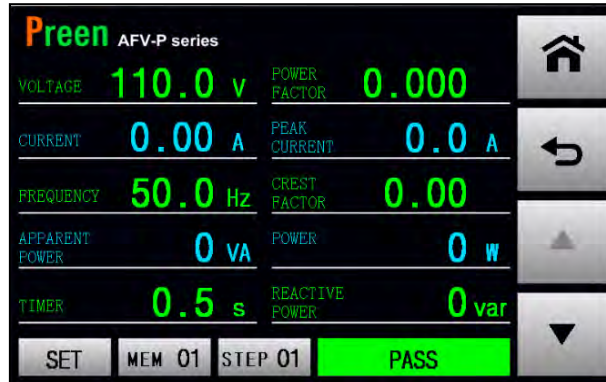 Preen AFV-P series
VOLTAGE 110.0 V POWER FACTOR 0.000
CURRENT 0.00 A PEAK CURRENT 0.0 A
FREQUENCY 50.0 Hz CREST FACTOR 0.00
APPARENT POWER 0 VA POWER 0 W
TIMER 0.5 s REACTIVE POWER 0 var
SET MEM 01 STEP 01 PASS